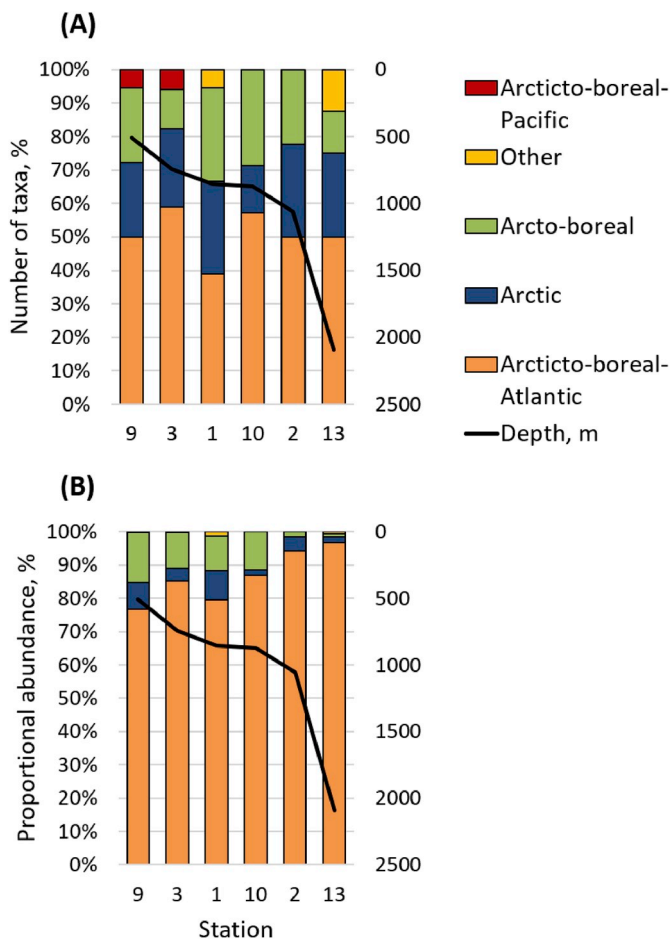 (A)
100%
90%
80%
70%
60%
50%
40%
30%
20%
10%
0%
Number of taxa, %
0
500
1000
1500
2000
2500
9 3 1 10 2 13
Arcticto-boreal-
Pacific
Other
Arcto-boreal
Arctic
Arcticto-boreal-
Atlantic
Depth, m
(B)
100%
90%
80%
70%
60%
50%
40%
30%
20%
10%
0%
Proportional abundance, %
0
500
1000
1500
2000
2500
9 3 1 10 2 13
Station